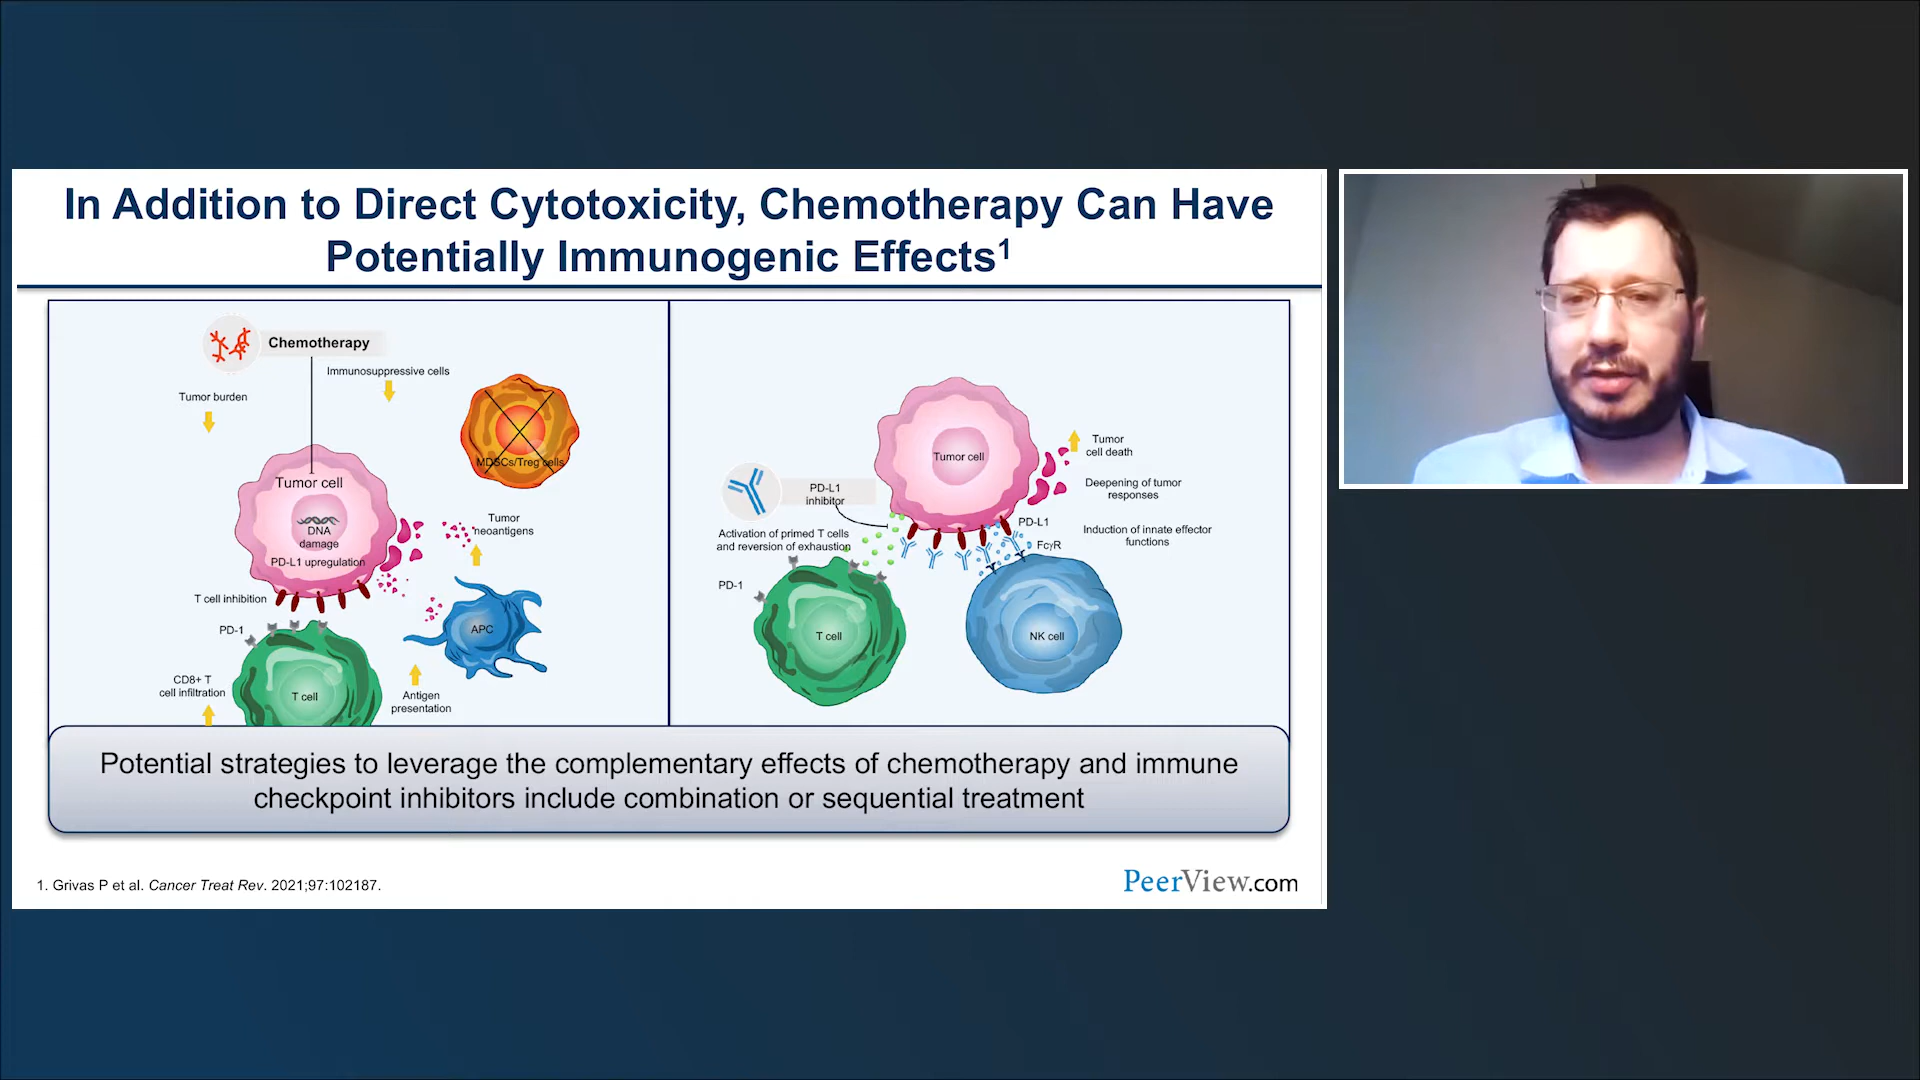 In Addition to Direct Cytotoxicity, Chemotherapy Can Have
Potentially Immunogenic Effects1
Chemotherapy
Immunosuppressive cells
Tumor burden
MDSCs/Treg cells
Tumor cell
DNA
damage
PD-L1 upregulation
Tumor
neoantigens
T cell inhibition
PD-1
APC
CD8+ T
cell infiltration
T cell
Antigen
presentation
Tumor cell
Tumor
cell death
PD-L1
inhibitor
Deepening of tumor
responses
Activation of primed T cells
and reversion of exhaustion
PD-L1
FcγR
Induction of innate effector
functions
PD-1
T cell
NK cell
Potential strategies to leverage the complementary effects of chemotherapy and immune
checkpoint inhibitors include combination or sequential treatment
1. Grivas P et al. Cancer Treat Rev. 2021;97:102187.
PeerView.com